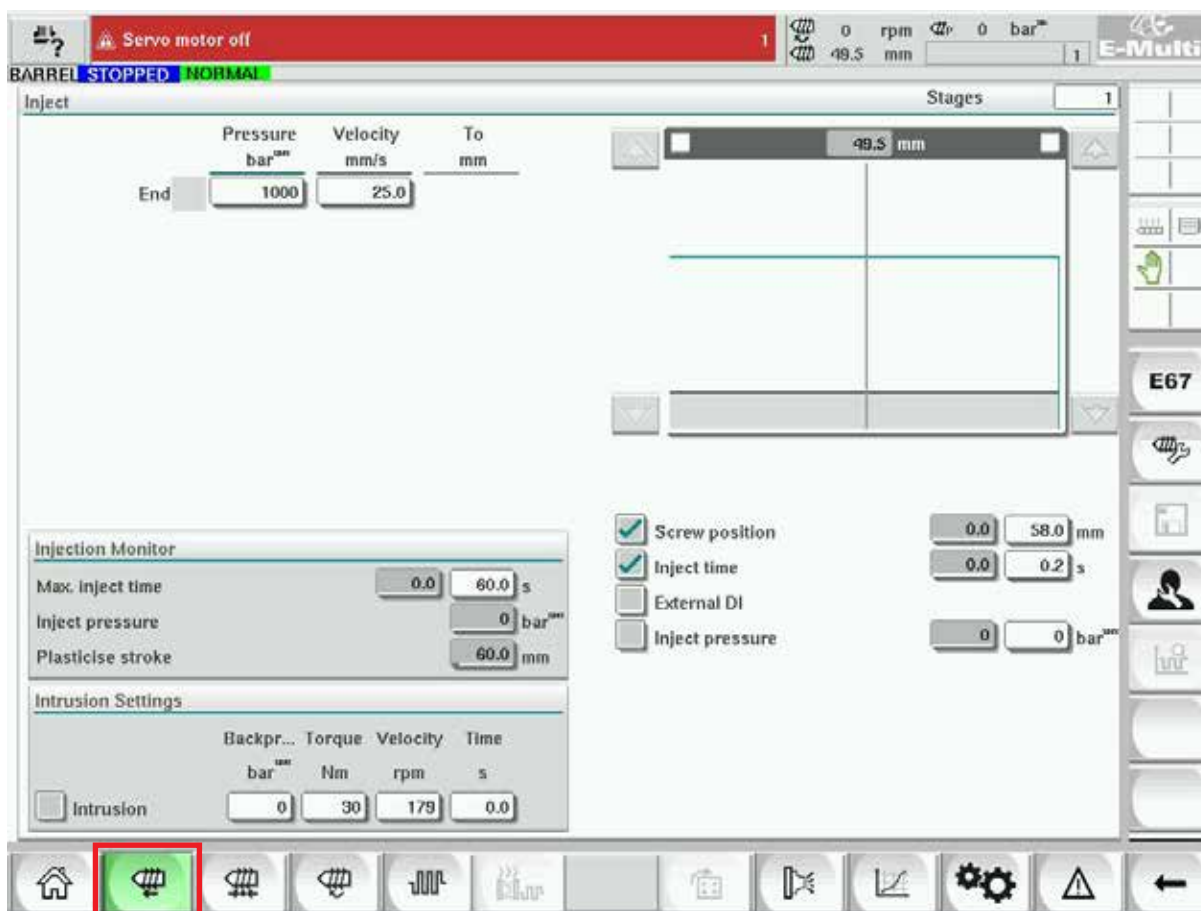 Servo motor off 1
0 rpm 0 bar
49.5 mm 1
E-Multi
BARREL STOPPED NORMAL
Inject Stages 1
Pressure Velocity To
bar mm/s mm
End 1000 25.0
49.5 mm
E67
Screw position 0.0 58.0 mm
Inject time 0.0 0.2 s
External DI
Inject pressure 0 0 bar
Injection Monitor
Max. inject time 0.0 60.0 s
Inject pressure 0 bar
Plasticise stroke 60.0 mm
Intrusion Settings
Backpr... Torque Velocity Time
bar Nm rpm s
Intrusion 0 30 179 0.0